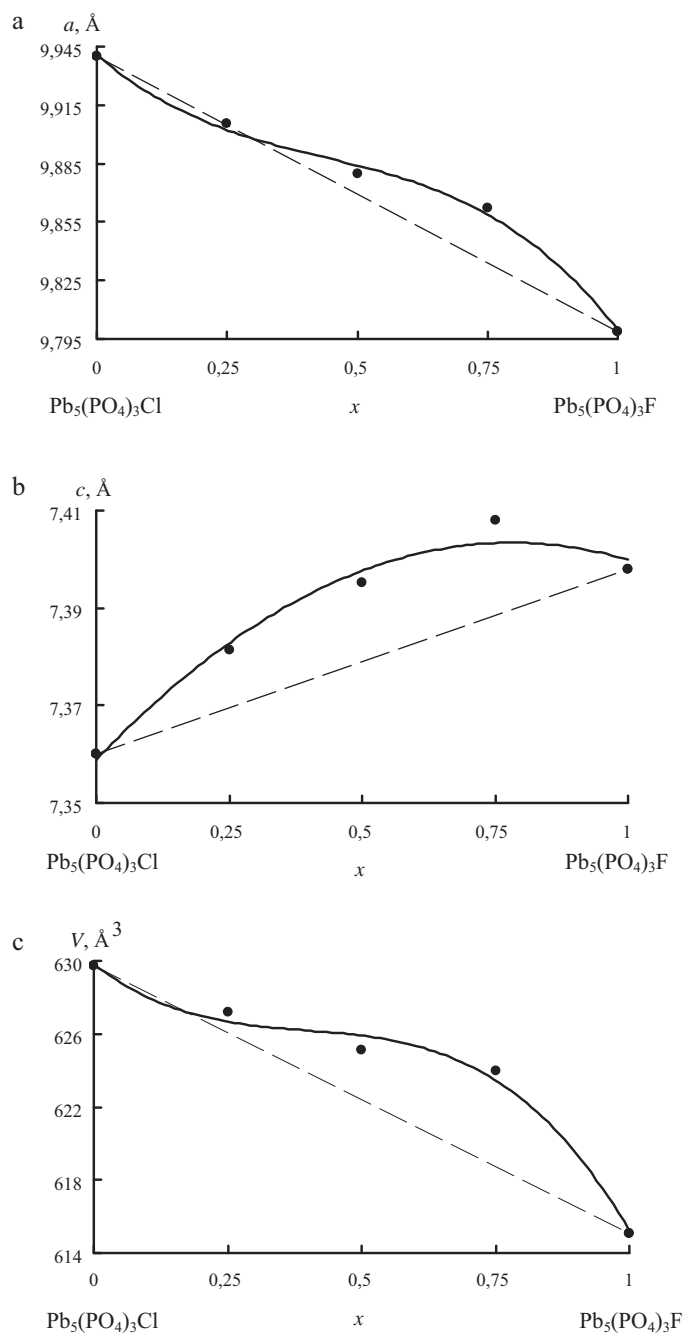 a
a, Å
9,945
9,915
9,885
9,855
9,825
9,795
0 0,25 0,5 0,75 1
Pb₅(PO₄)₃Cl x Pb₅(PO₄)₃F
b
c, Å
7,41
7,39
7,37
7,35
0 0,25 0,5 0,75 1
Pb₅(PO₄)₃Cl x Pb₅(PO₄)₃F
c
V, Å³
630
626
622
618
614
0 0,25 0,5 0,75 1
Pb₅(PO₄)₃Cl x Pb₅(PO₄)₃F